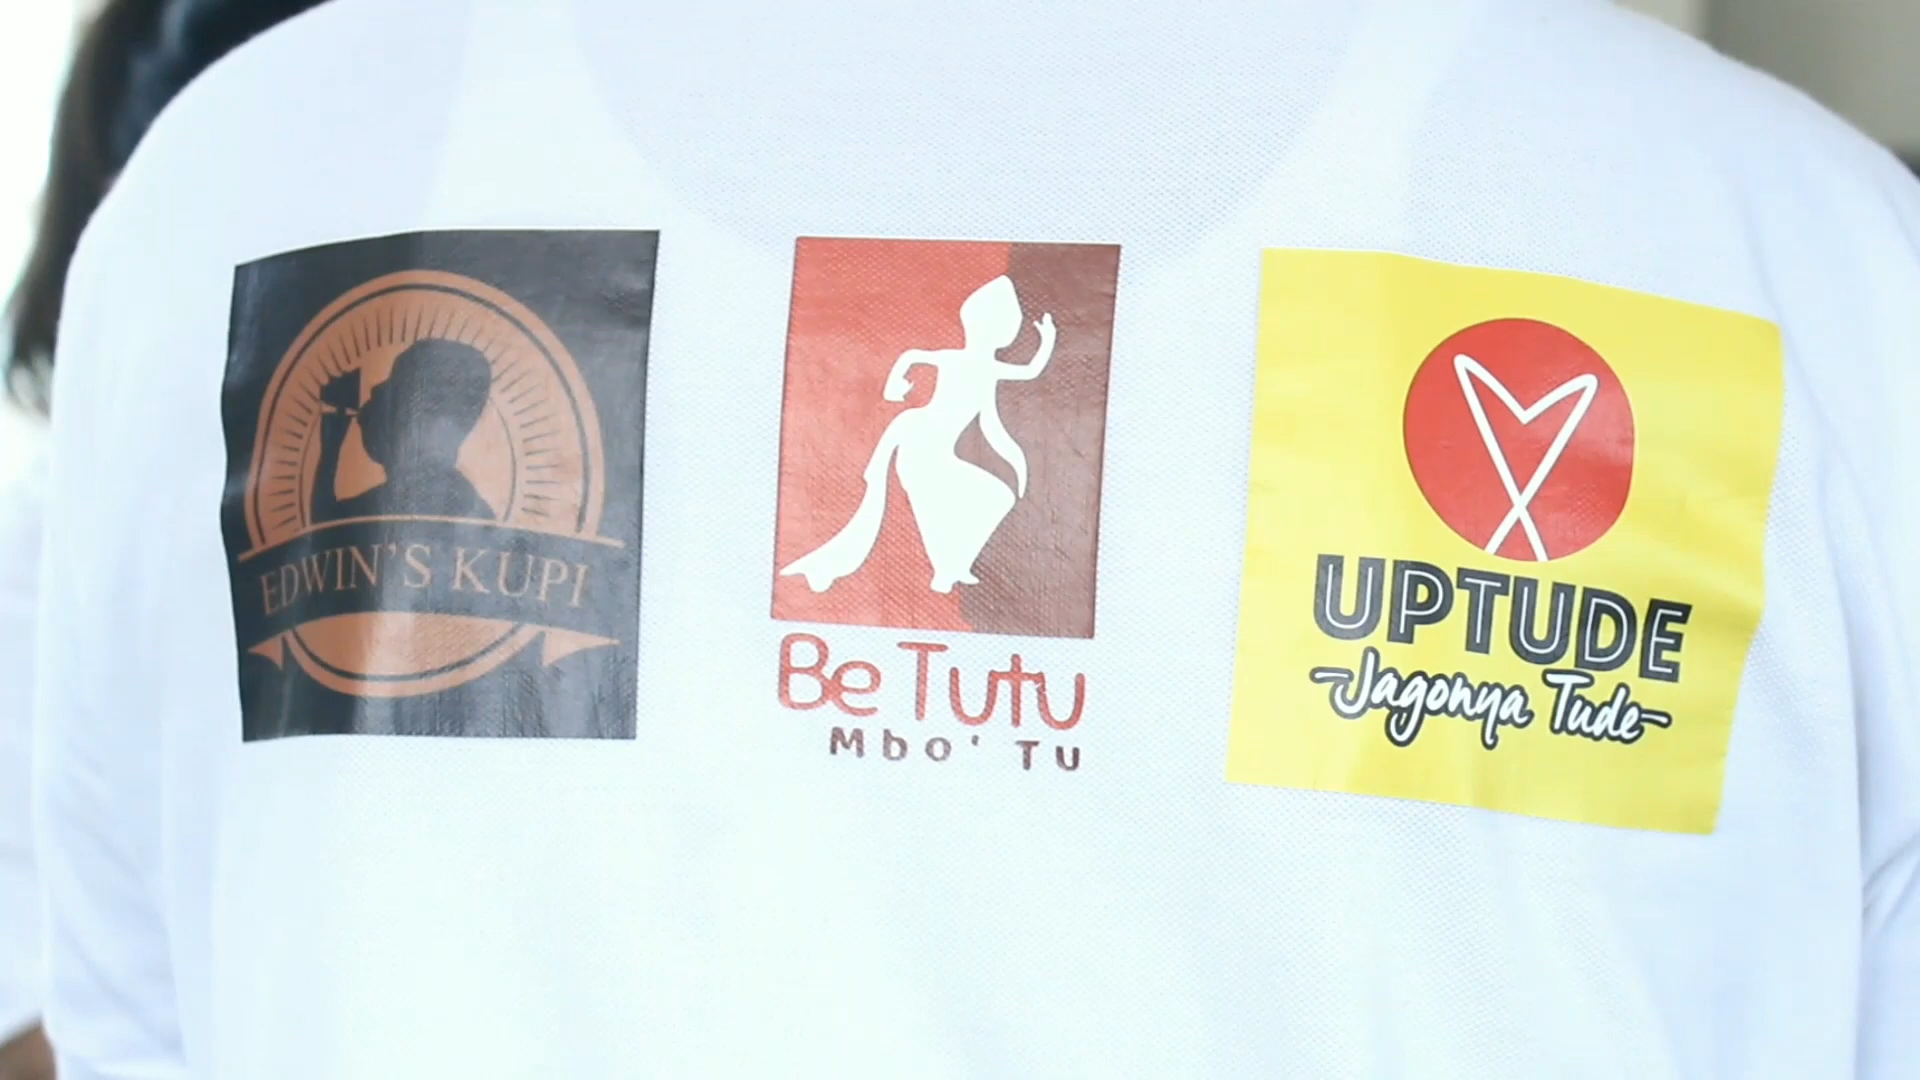 EDWIN'S KUPI
Be Tutu
Mbo' Tu
UPTUDE
-Jagonya Tude-